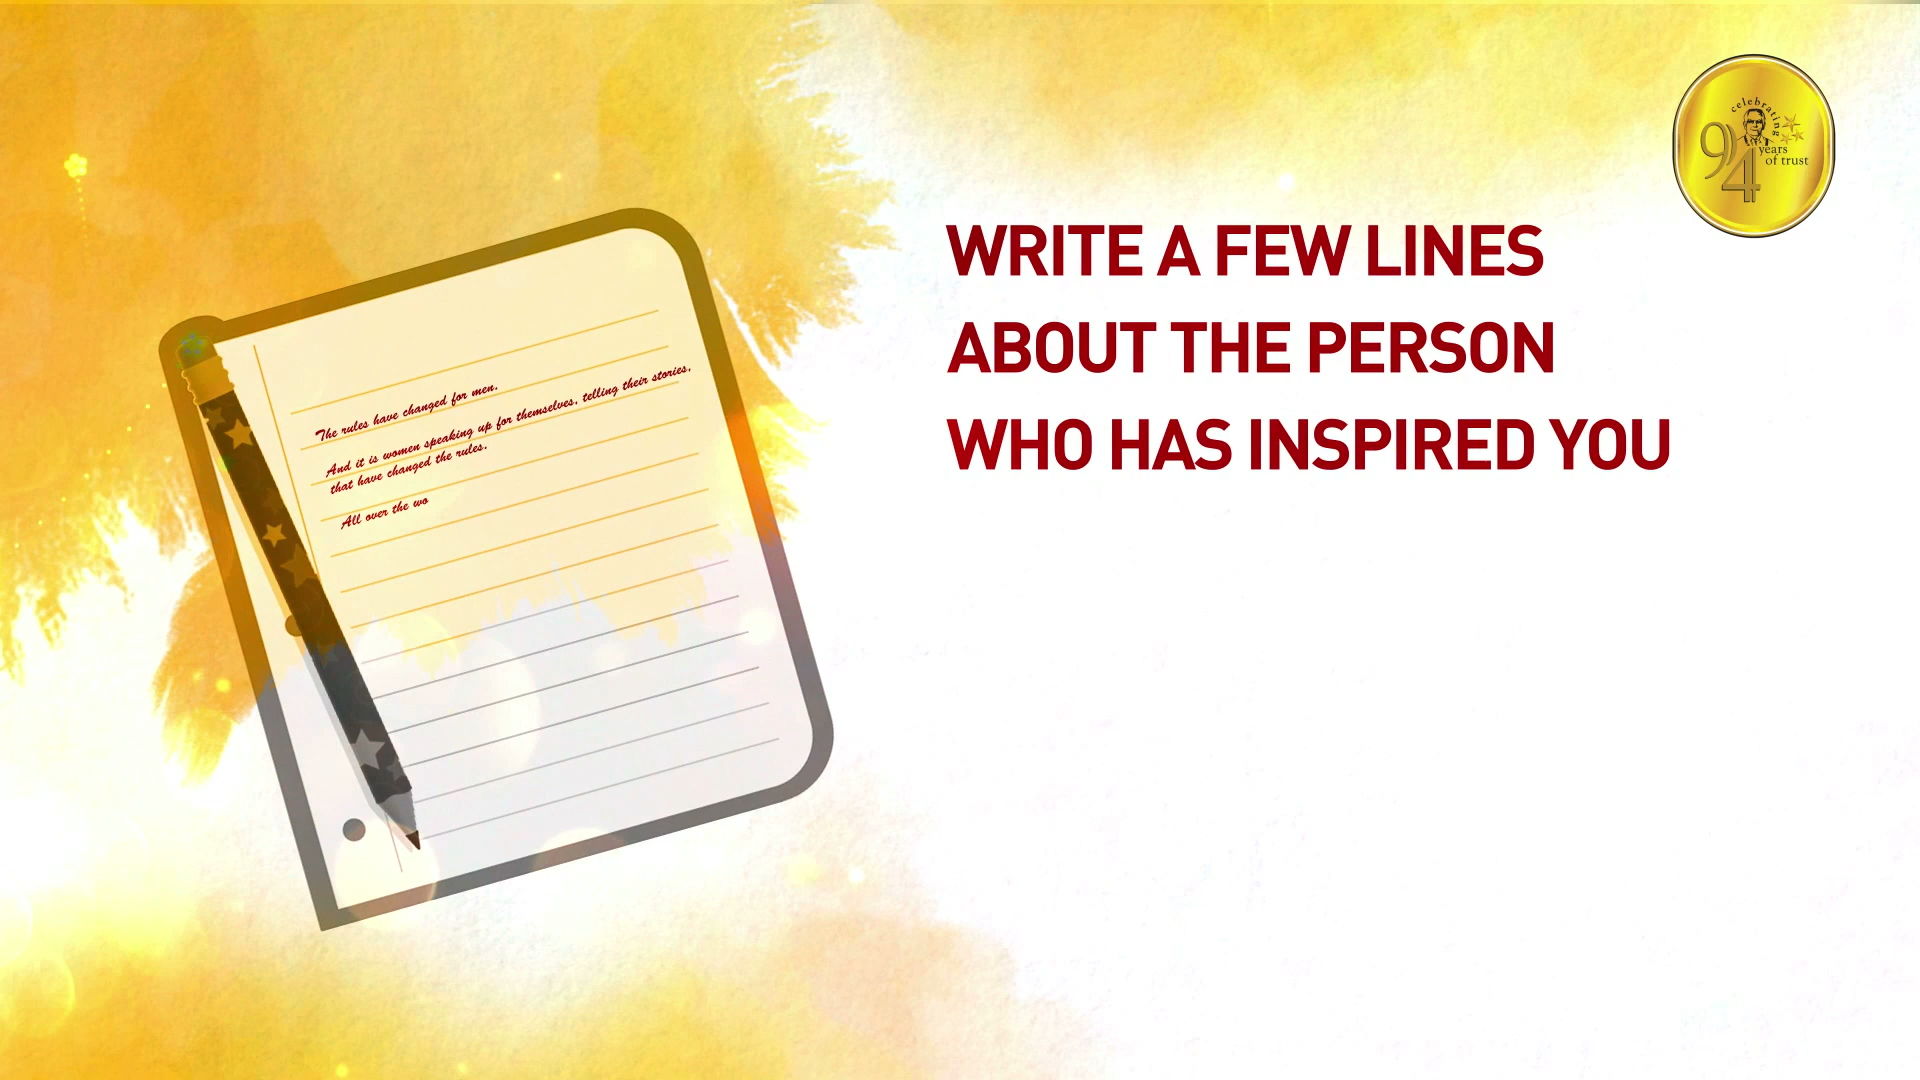 celebrating
94 years
of trust
WRITE A FEW LINES
ABOUT THE PERSON
WHO HAS INSPIRED YOU
The rules have changed for men.
And it is women speaking up for themselves, telling their stories,
that have changed the rules.
All over the wo